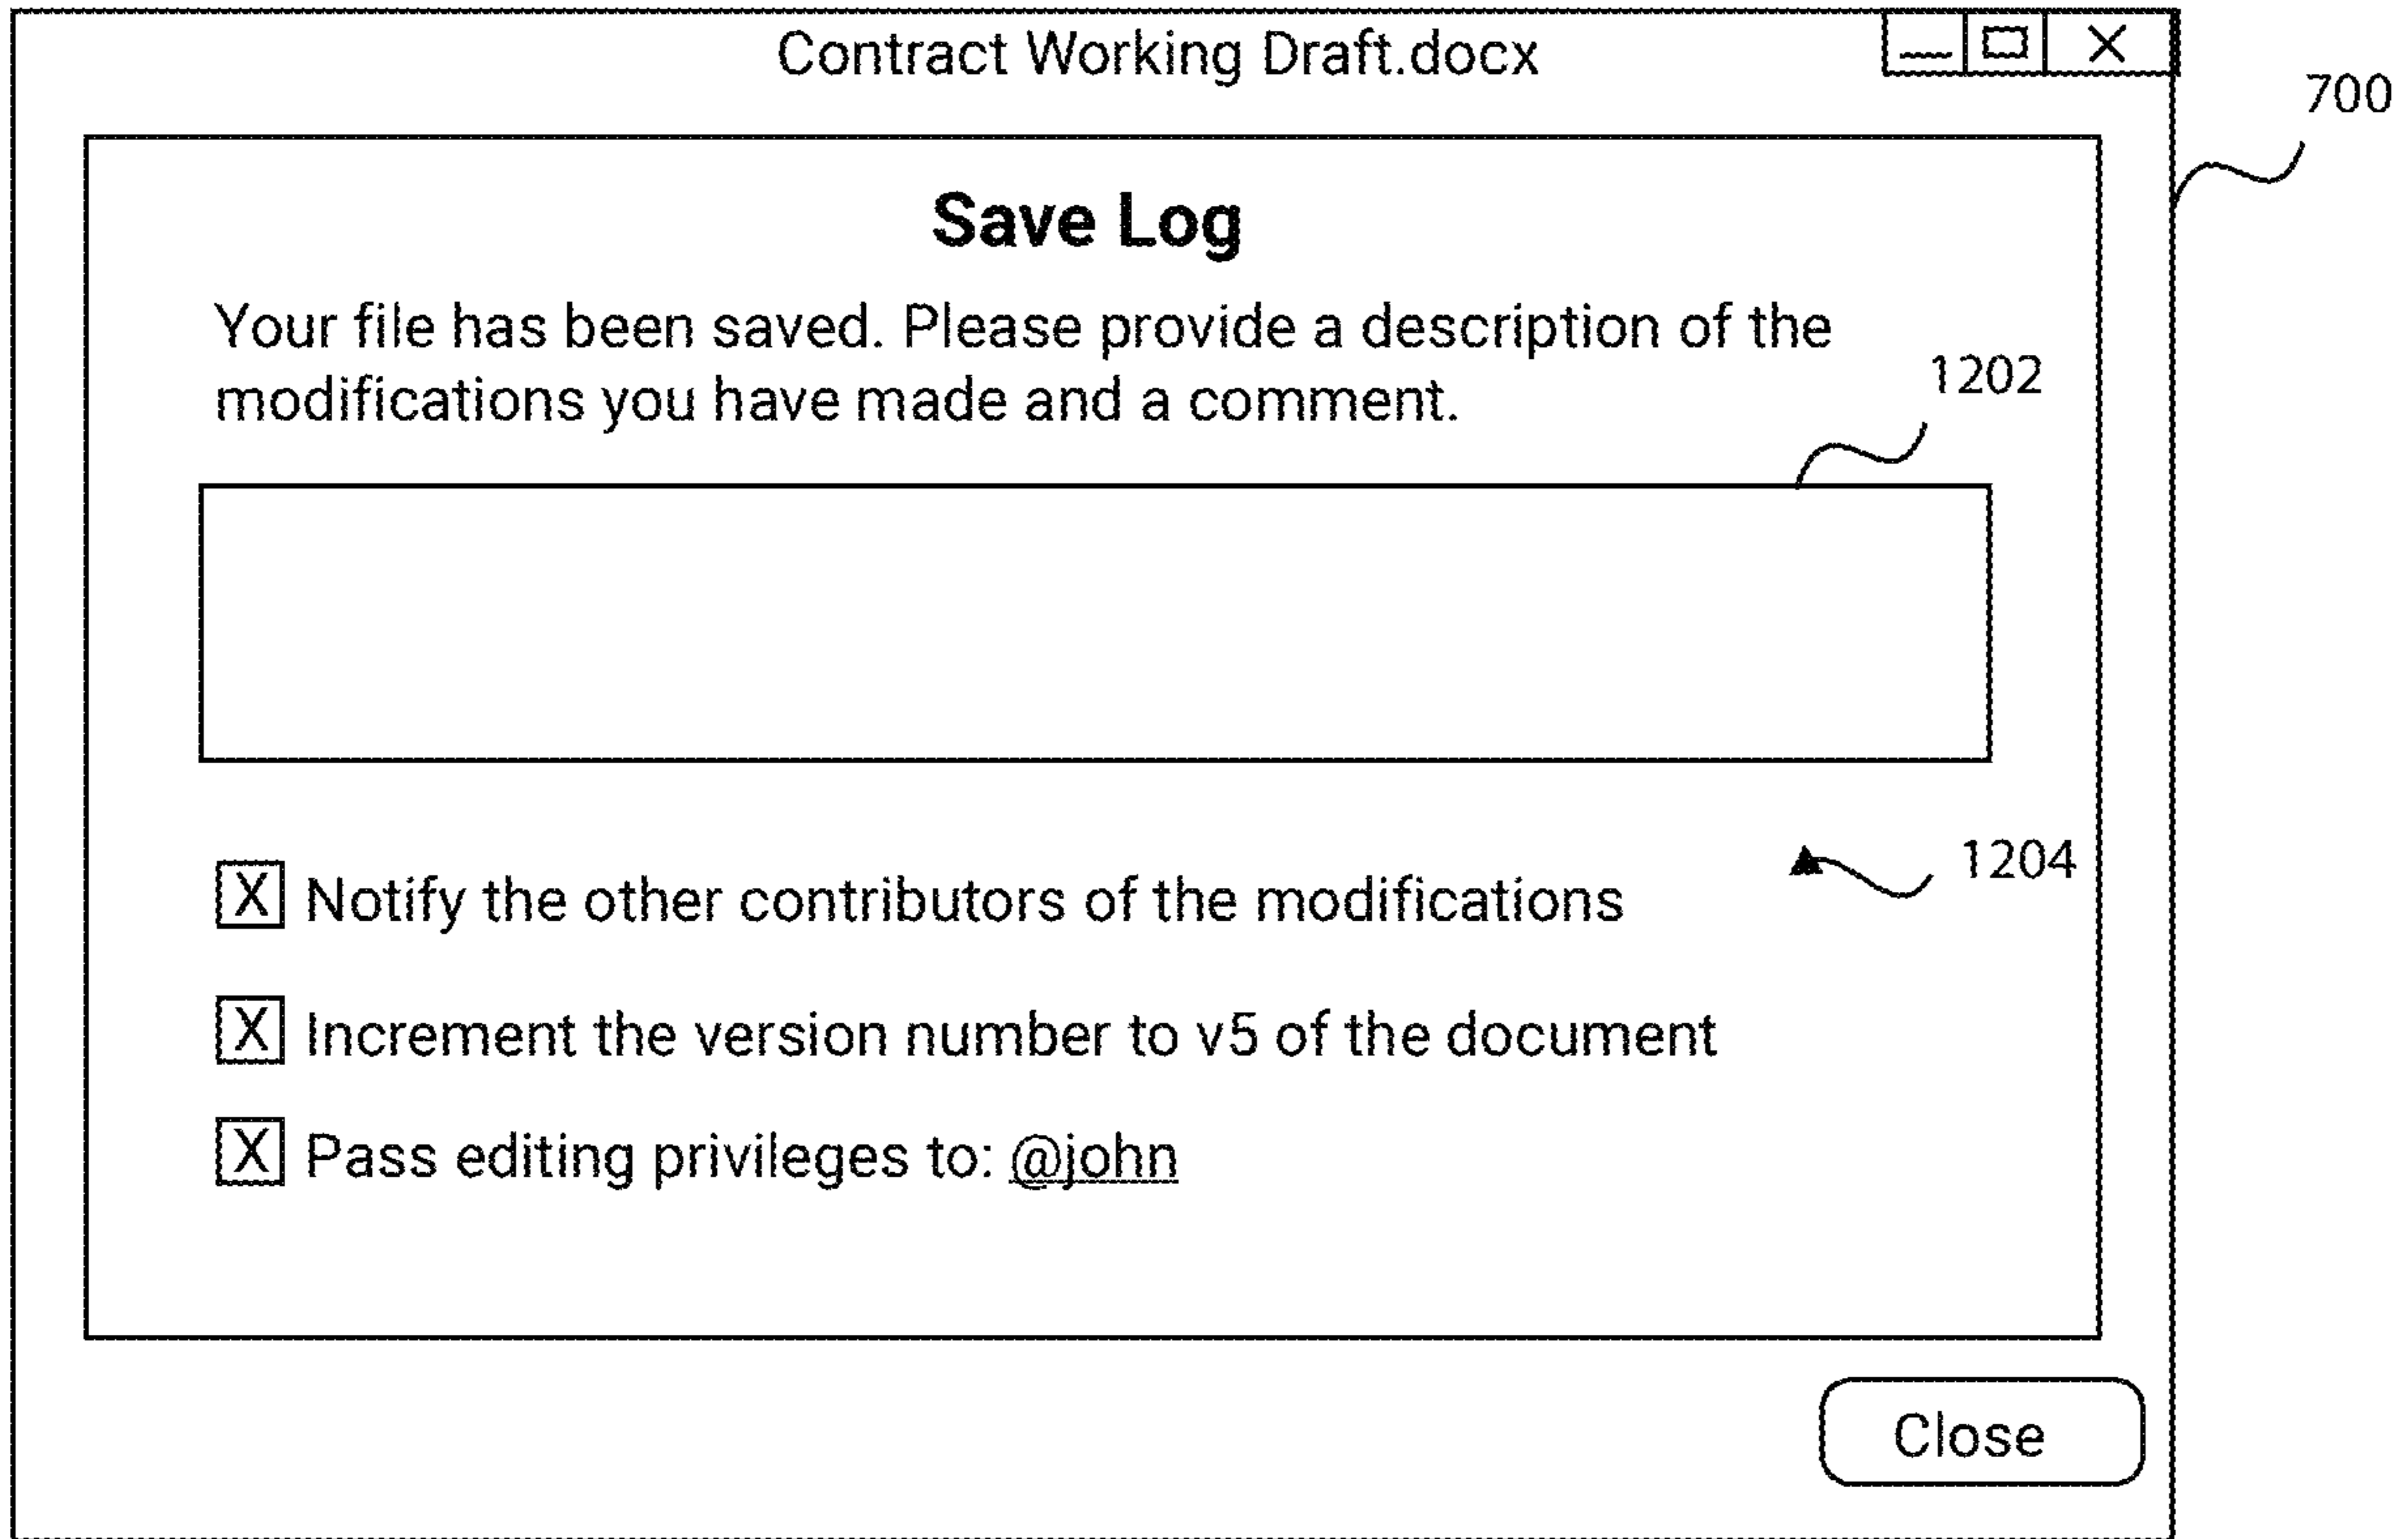 Contract Working Draft.docx
700
Save Log
Your file has been saved. Please provide a description of the
modifications you have made and a comment.
1202
1204
X Notify the other contributors of the modifications
X Increment the version number to v5 of the document
X Pass editing privileges to: @john
Close